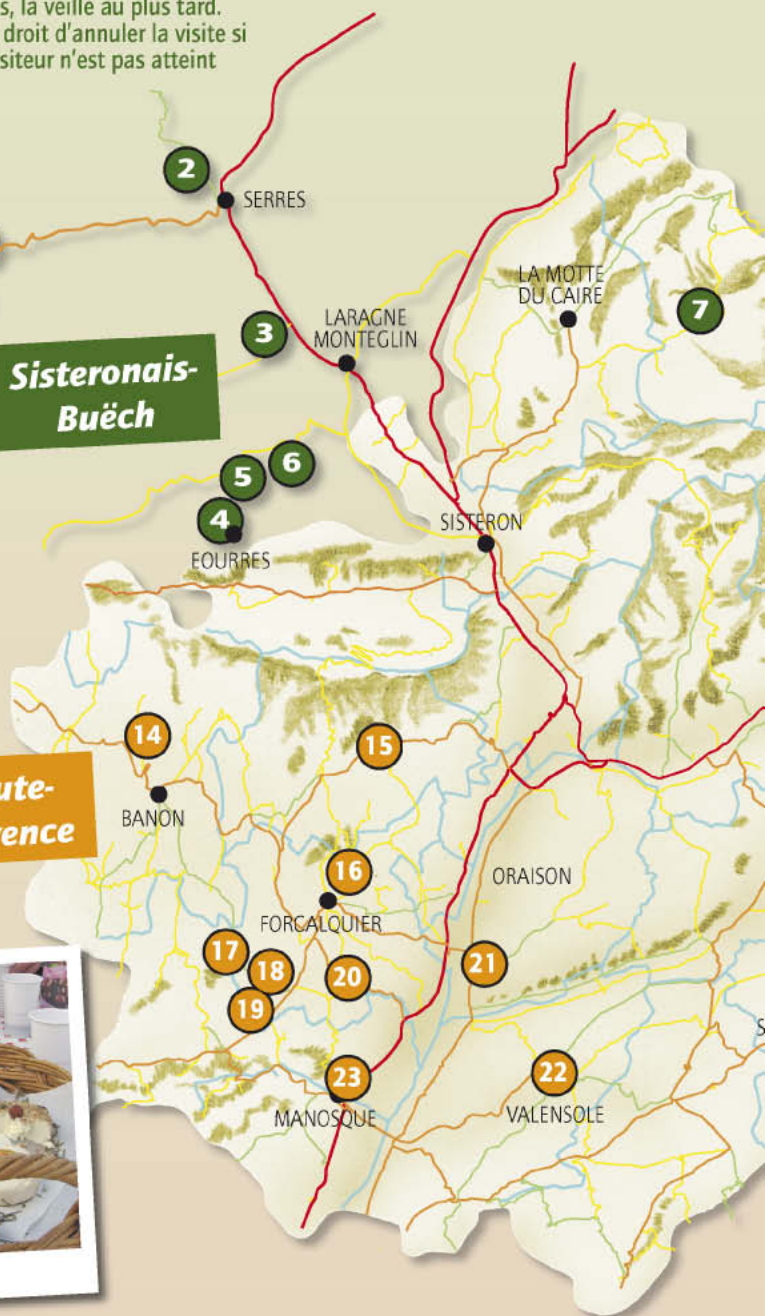 s, la veille au plus tard.
droit d'annuler la visite si
siteur n'est pas atteint
2
SERRES
LA MOTTE
DU CAIRE
7
3
LARAGNE
MONTEGLIN
Sisteronais-
Buëch
5
6
4
EOURRES
SISTERON
14
15
ute-
ence
BANON
16
ORAISON
FORCALQUIER
17
18
20
21
19
S
23
22
MANOSQUE
VALENSOLE